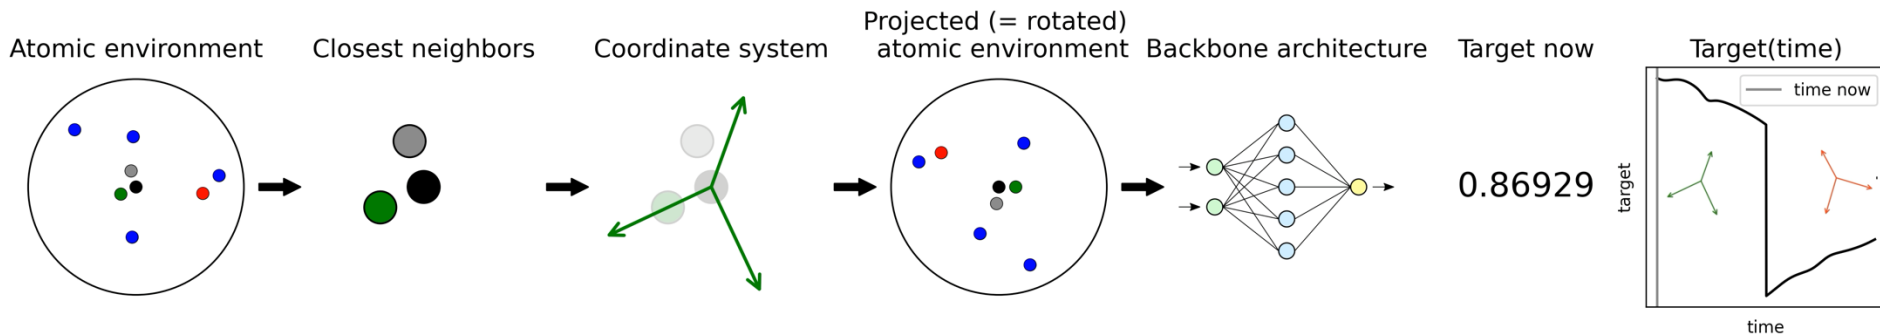 Atomic environment
Closest neighbors
Coordinate system
Projected (= rotated)
atomic environment
Backbone architecture
Target now
Target(time)
0.86929
time now
target
time